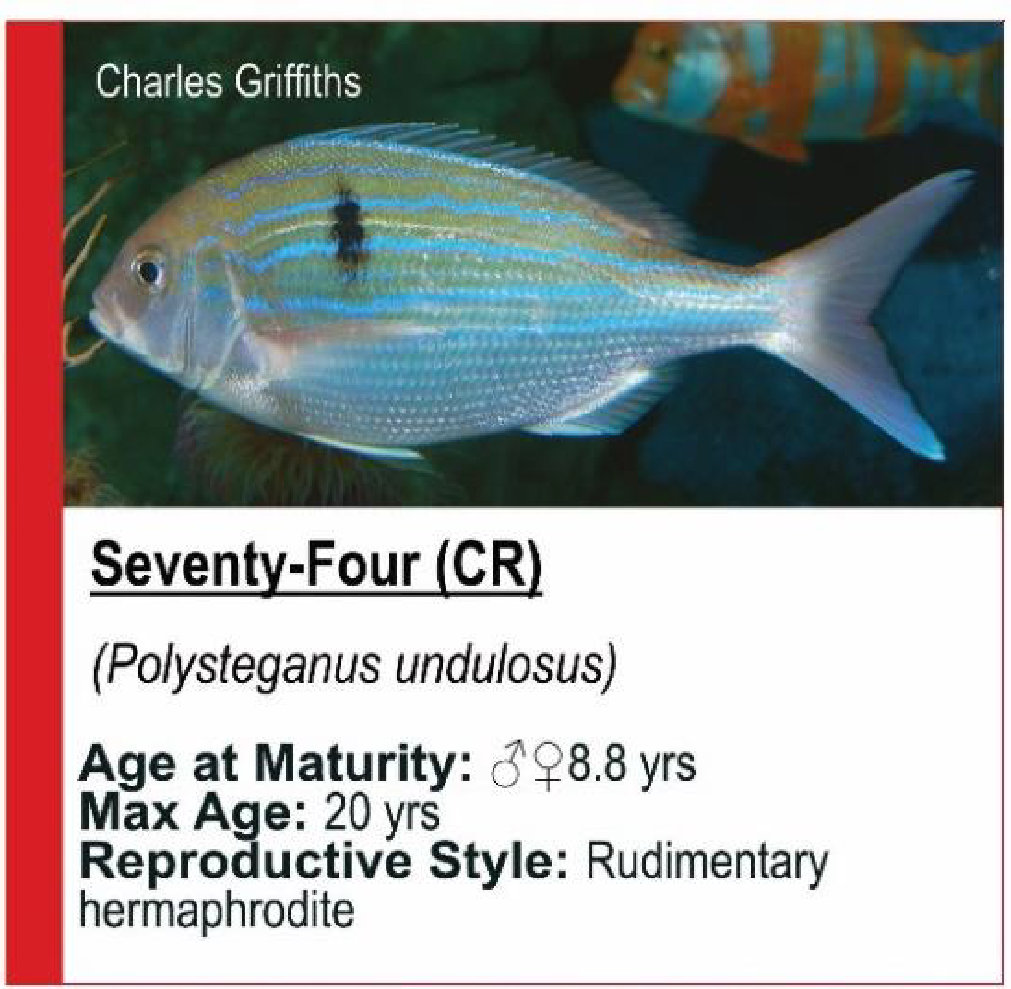 Charles Griffiths
Seventy-Four (CR)
(Polysteganus undulosus)
Age at Maturity: ♂♀8.8 yrs
Max Age: 20 yrs
Reproductive Style: Rudimentary
hermaphrodite